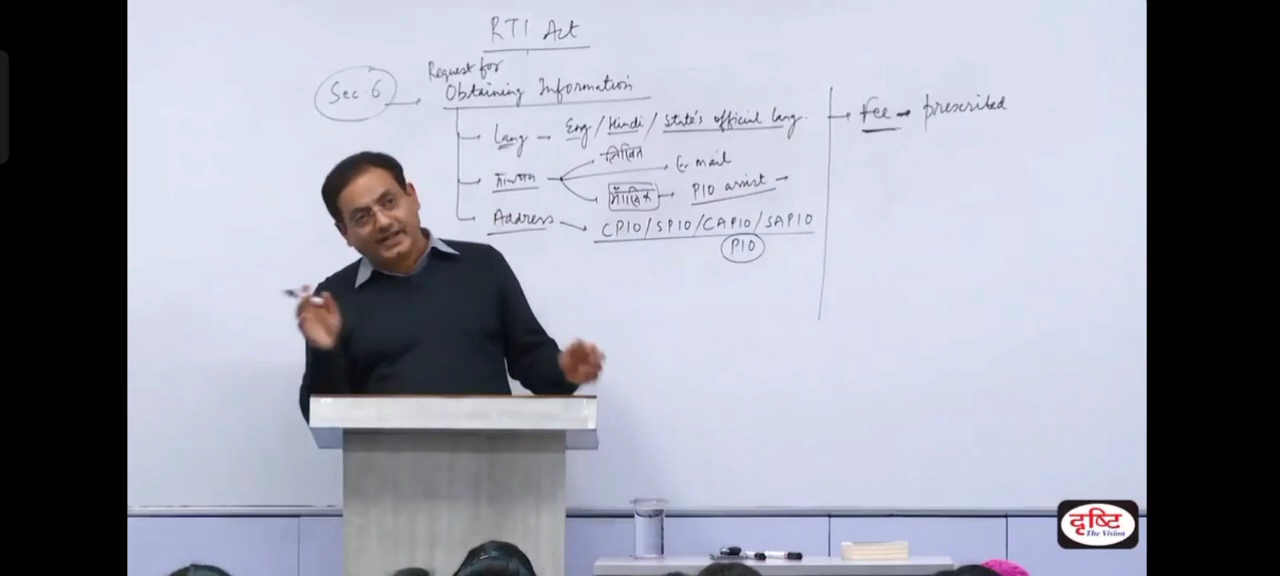 RTI Act
Sec-6
Request for
Obtaining Information
Lang - Eng/Hindi/State's official lang.
Fee - prescribed
माध्यम
लिखित
E-mail
मौखिक - PIO assist -
Address
CPIO/SPIO/CAPIO/SAPIO
PIO
दृष्टि
The Vision